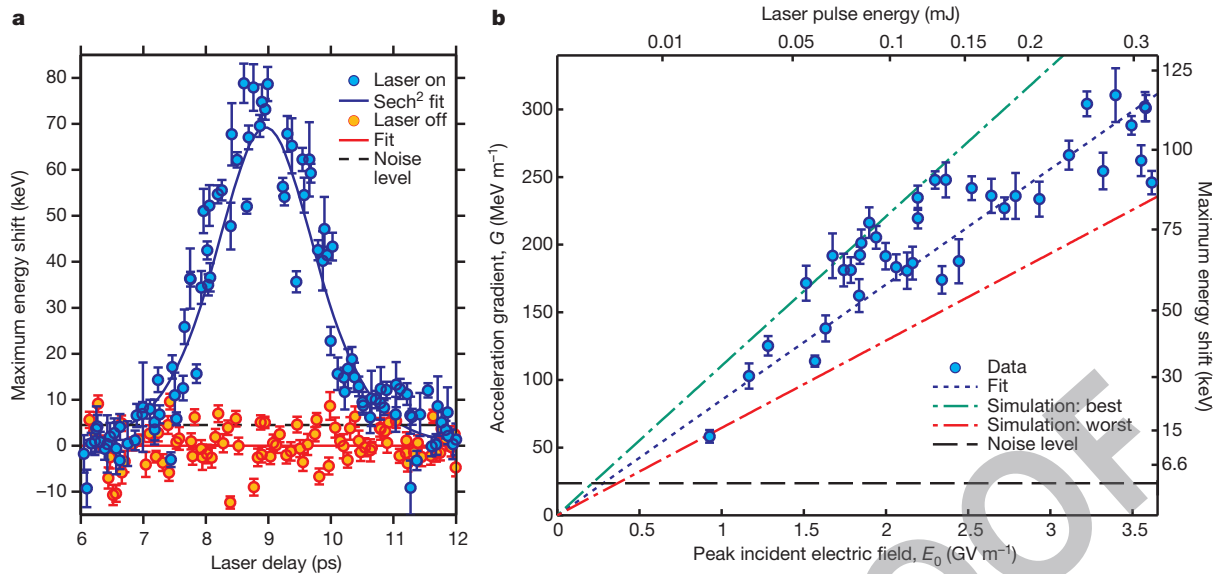 a
Maximum energy shift (keV)
80
70
60
50
40
30
20
10
0
−10
6
7
8
9
10
11
12
Laser delay (ps)
Laser on
Sech² fit
Laser off
Fit
Noise
level
b
Laser pulse energy (mJ)
0.01
0.05
0.1
0.15
0.2
0.3
Acceleration gradient, G (MeV m⁻¹)
300
250
200
150
100
50
0
0
0.5
1
1.5
2
2.5
3
3.5
Peak incident electric field, E₀ (GV m⁻¹)
125
100
75
30
15
6.6
Maximum energy shift (keV)
Data
Fit
Simulation: best
Simulation: worst
Noise level